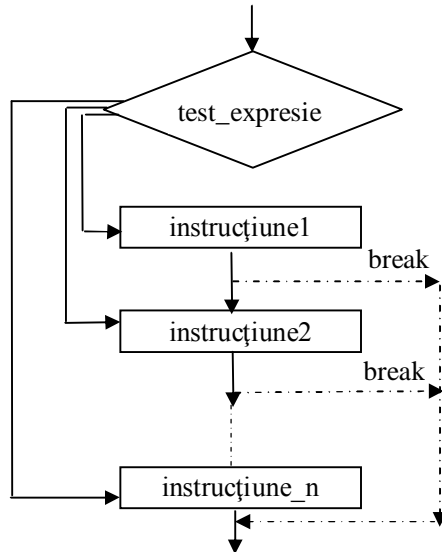 test_expresie
instrucţiune1
break
instrucţiune2
break
instrucţiune_n